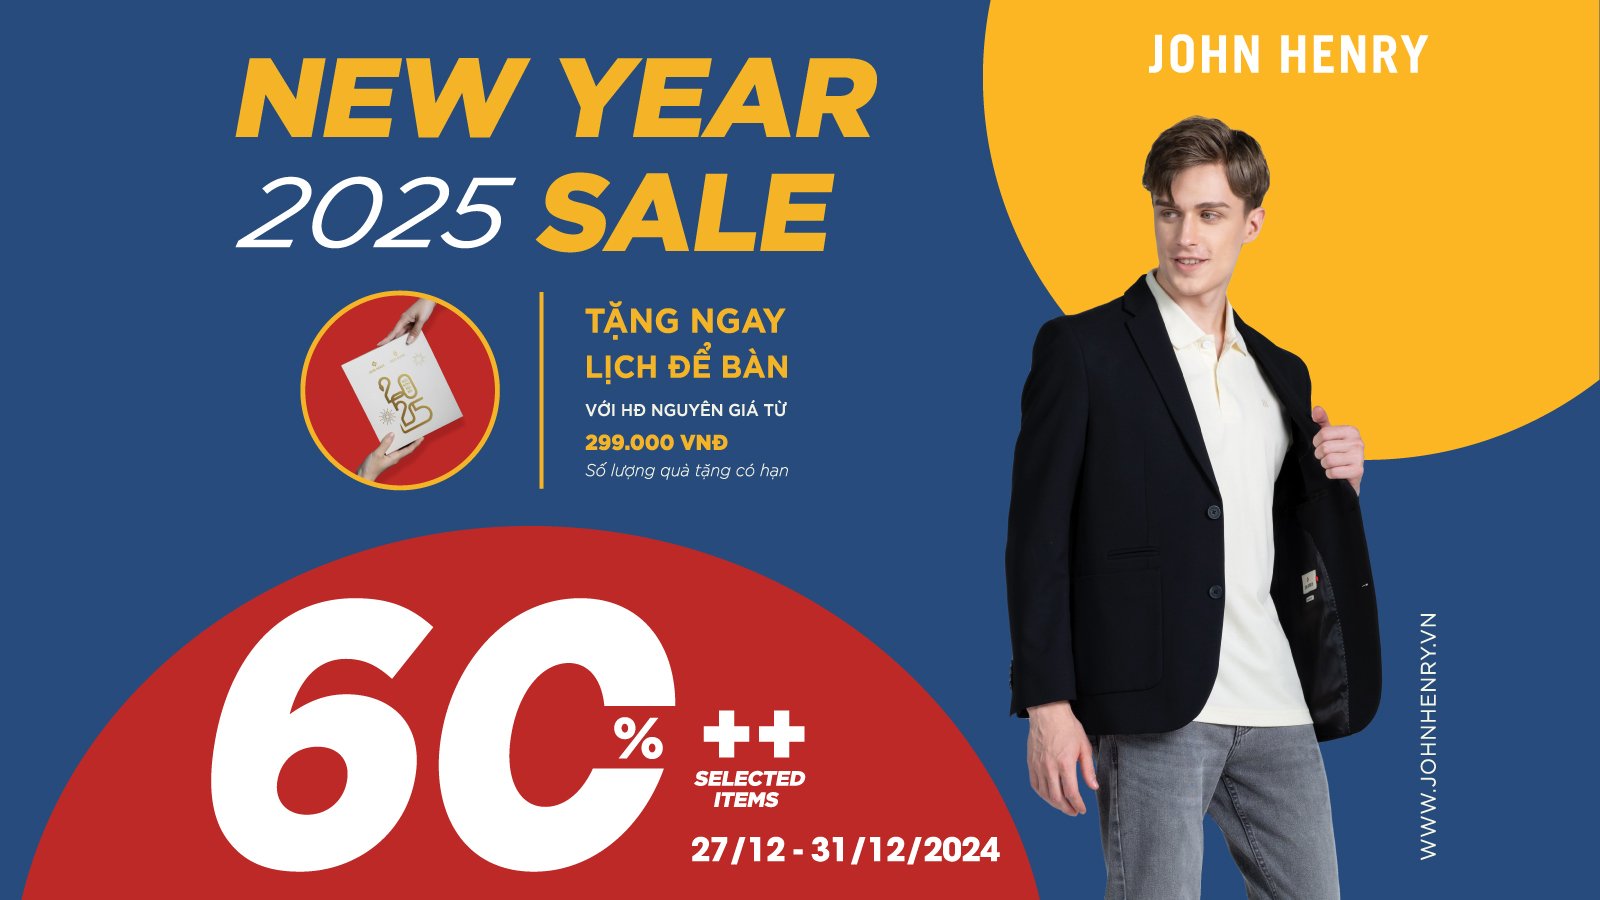 JOHN HENRY
NEW YEAR
2025 SALE
2025
TẶNG NGAY
LỊCH ĐỂ BÀN
VỚI HĐ NGUYÊN GIÁ TỪ
299.000 VNĐ
Số lượng quà tặng có hạn
60%
++
SELECTED
ITEMS
27/12 - 31/12/2024
WWW.JOHNHENRY.VN